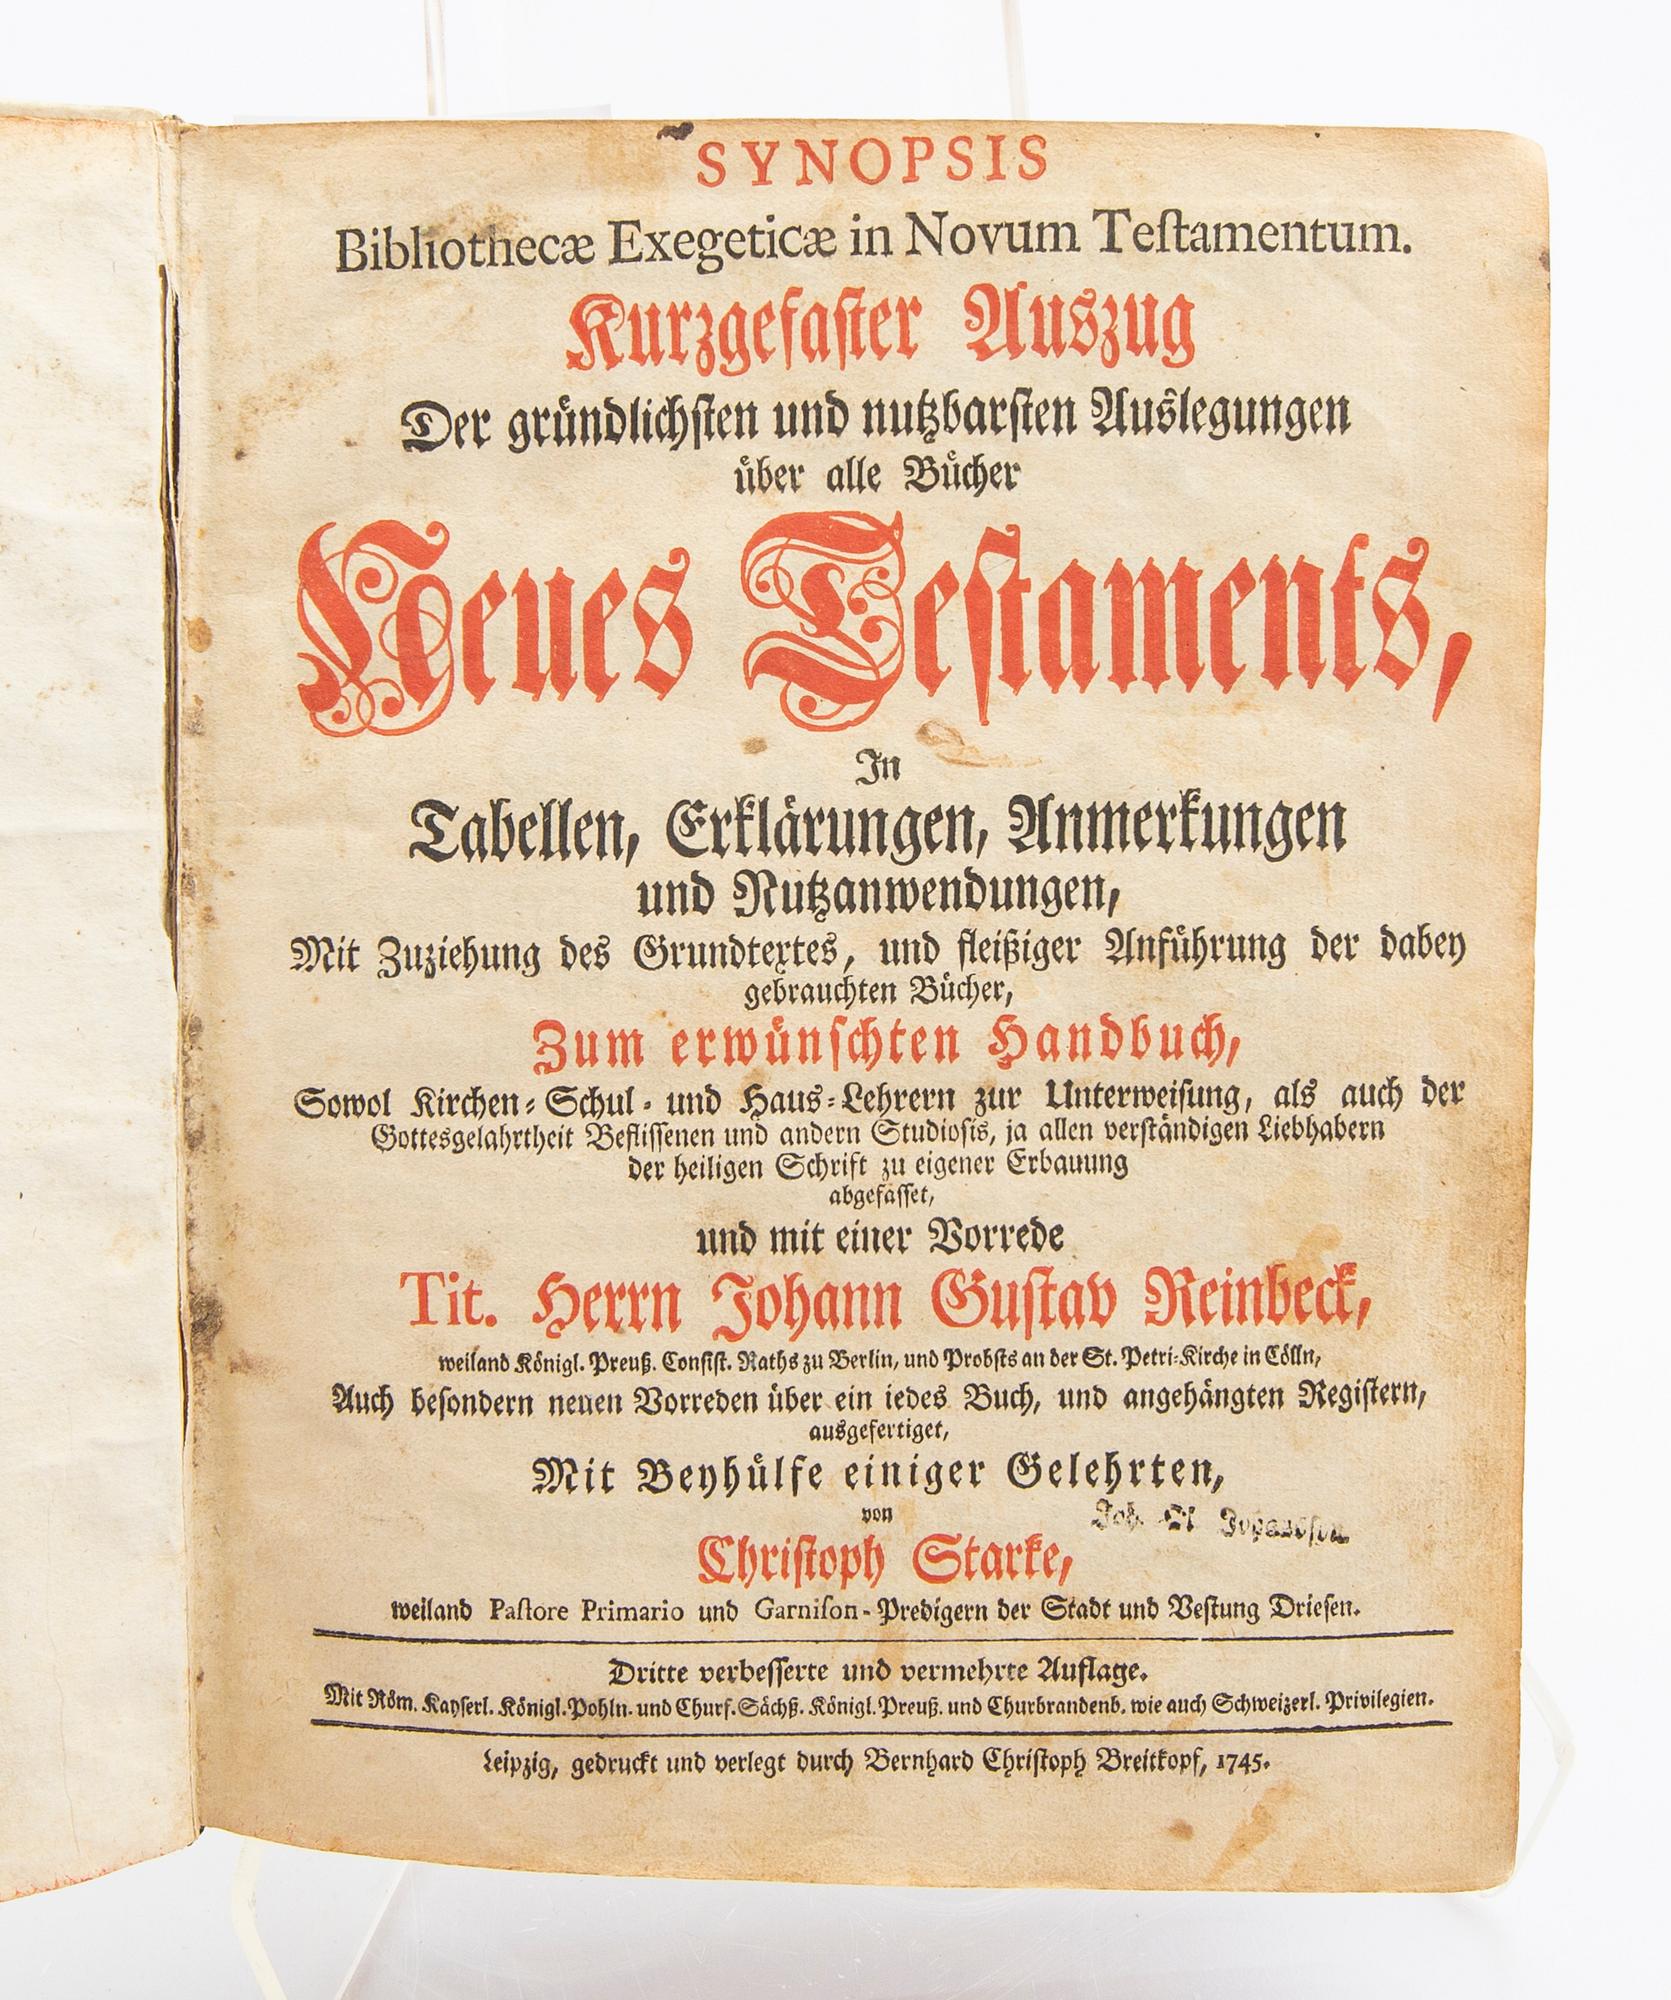 SYNOPSIS
Bibliothecæ Exegeticæ in Novum Teſtamentum.
Kurzgefaſter Auszug
Der gründlichſten und nutzbarſten Auslegungen
über alle Bücher
Neues Teſtaments,
In
Tabellen, Erklärungen, Anmerkungen
und Nutzanwendungen,
Mit Zuziehung des Grundtextes, und fleißiger Anführung der dabey
gebrauchten Bücher,
Zum erwünſchten Handbuch,
Sowol Kirchen-Schul- und Haus-Lehrern zur Unterweiſung, als auch der
Gottesgelahrtheit Befliſſenen und andern Studioſis, ja allen verſtändigen Liebhabern
der heiligen Schrift zu eigener Erbauung
abgefaſſet,
und mit einer Vorrede
Tit. Herrn Johann Guſtav Reinbeck,
weiland Königl. Preuß. Conſiſt. Raths zu Berlin, und Probſts an der St. Petri-Kirche in Cölln,
Auch beſondern neuen Vorreden über ein iedes Buch, und angehängten Regiſtern,
ausgefertiget,
Mit Beyhülfe einiger Gelehrten,
von
Joh.
Chriſtoph Starke,
weiland Paſtore Primario und Garniſon-Predigern der Stadt und Veſtung Drieſen.
Dritte verbeſſerte und vermehrte Auflage.
Mit Röm. Kayſerl. Königl. Pohln. und Churf. Sächß. Königl. Preuß. und Churbrandenb. wie auch Schweizerl. Privilegien.
Leipzig, gedruckt und verlegt durch Bernhard Chriſtoph Breitkopf, 1745.